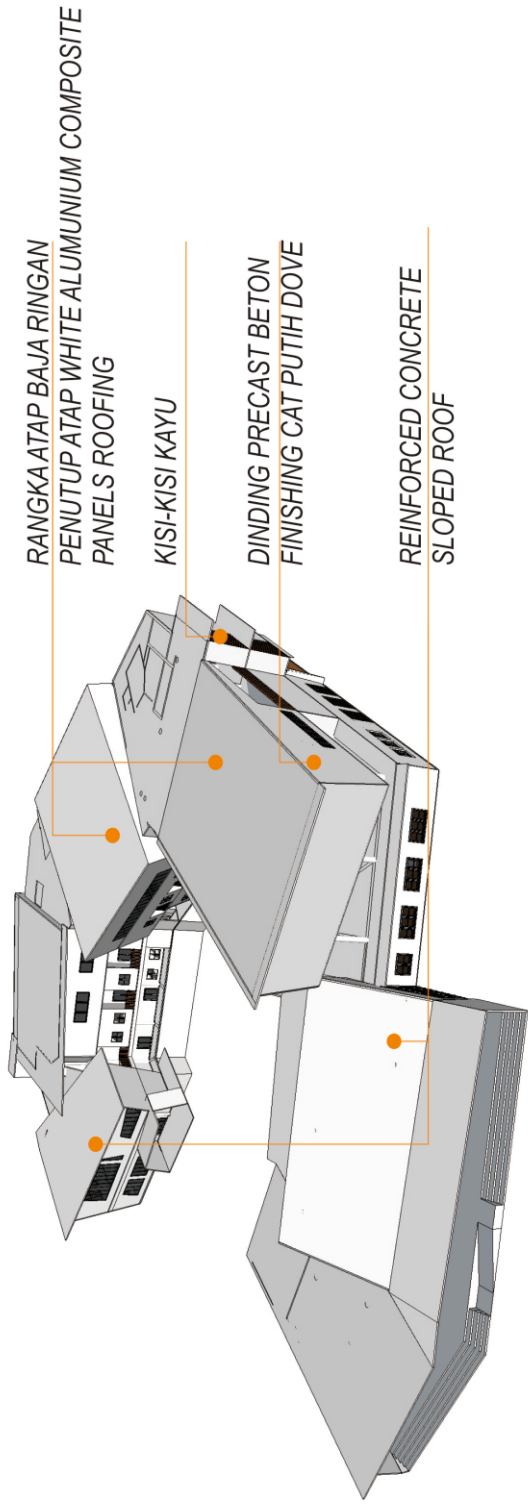 RANGKA ATAP BAJA RINGAN
PENUTUP ATAP WHITE ALUMUNIUM COMPOSITE
PANELS ROOFING
KISI-KISI KAYU
DINDING PRECAST BETON
FINISHING CAT PUTIH DOVE
REINFORCED CONCRETE
SLOPED ROOF